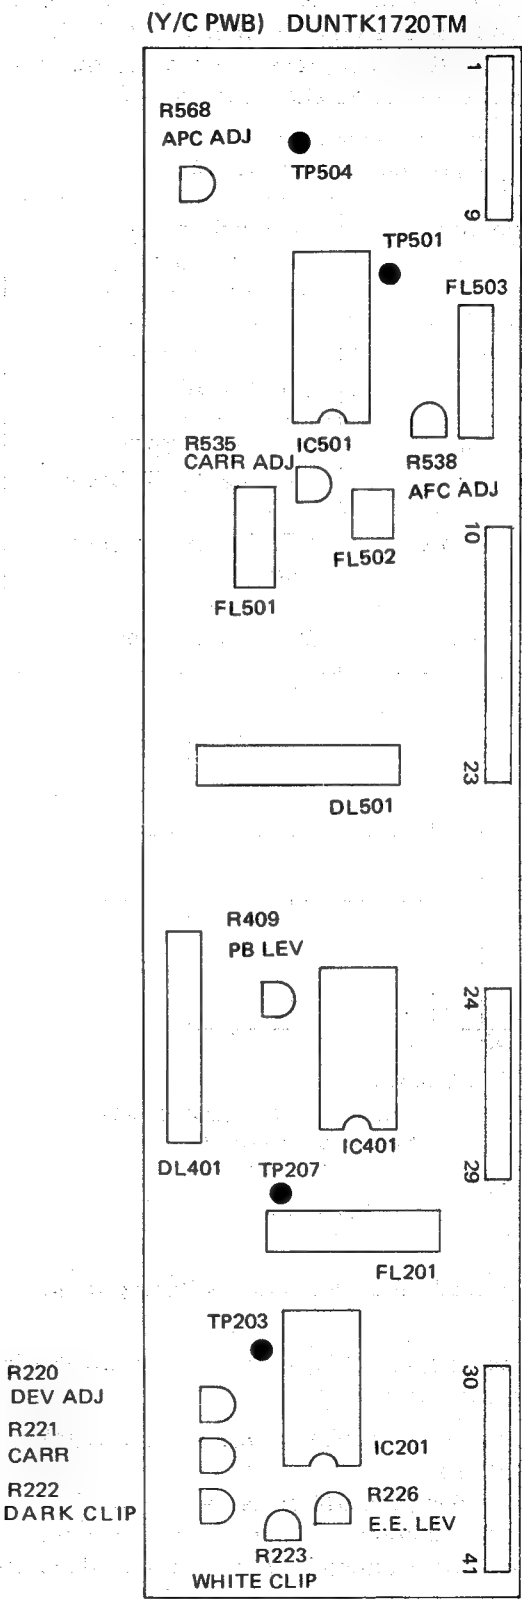 (Y/C PWB) DUNTK1720TM
1
R568
APC ADJ
TP504
9
TP501
FL503
R535
CARR ADJ
IC501
R538
AFC ADJ
10
FL502
FL501
23
DL501
R409
PB LEV
24
IC401
DL401
TP207
29
FL201
TP203
R220
DEV ADJ
30
R221
CARR
IC201
R222
DARK CLIP
R226
E.E. LEV
R223
WHITE CLIP
41